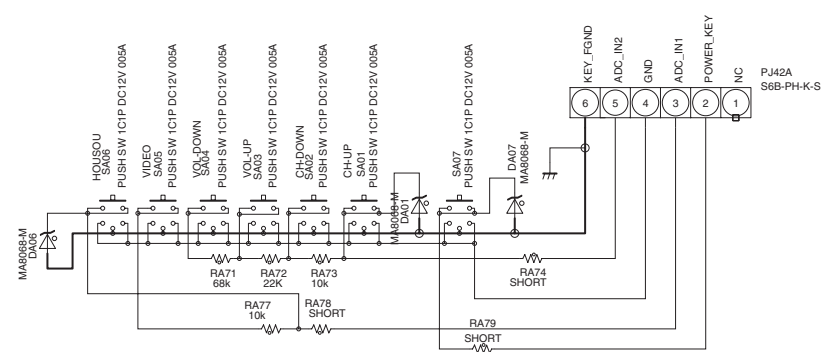 HOUSOU
SA06
PUSH SW 1C1P DC12V 005A
VIDEO
SA05
PUSH SW 1C1P DC12V 005A
VOL-DOWN
SA04
PUSH SW 1C1P DC12V 005A
VOL-UP
SA03
PUSH SW 1C1P DC12V 005A
CH-DOWN
SA02
PUSH SW 1C1P DC12V 005A
CH-UP
SA01
PUSH SW 1C1P DC12V 005A
MA8068-M
DA01
SA07
PUSH SW 1C1P DC12V 005A
DA07
MA8068-M
KEY_FGND
ADC_IN2
GND
ADC_IN1
POWER_KEY
NC
PJ42A
S6B-PH-K-S
6
5
4
3
2
1
MA8068-M
DA06
RA71
68k
RA72
22K
RA73
10k
RA74
SHORT
RA77
10k
RA78
SHORT
RA79
SHORT